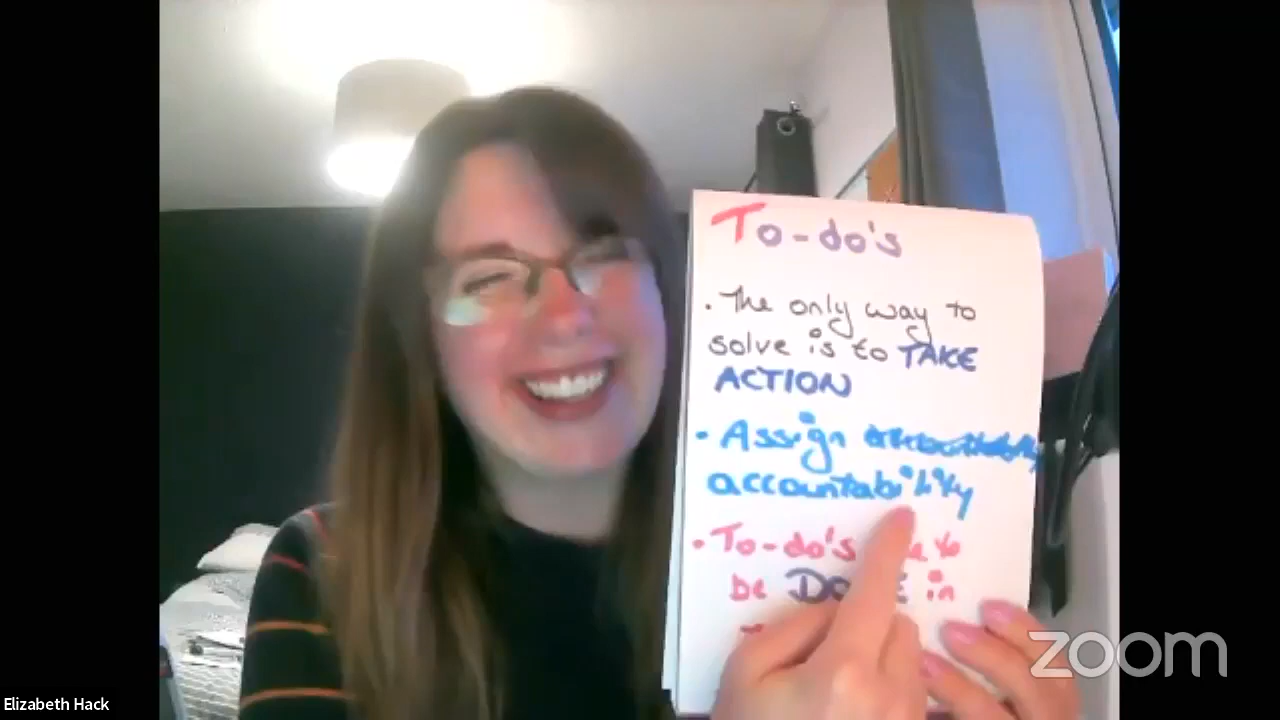 To-do's
• The only way to
solve is to TAKE
ACTION
• Assign
accountability
• To-do's to
be in
zoom
Elizabeth Hack